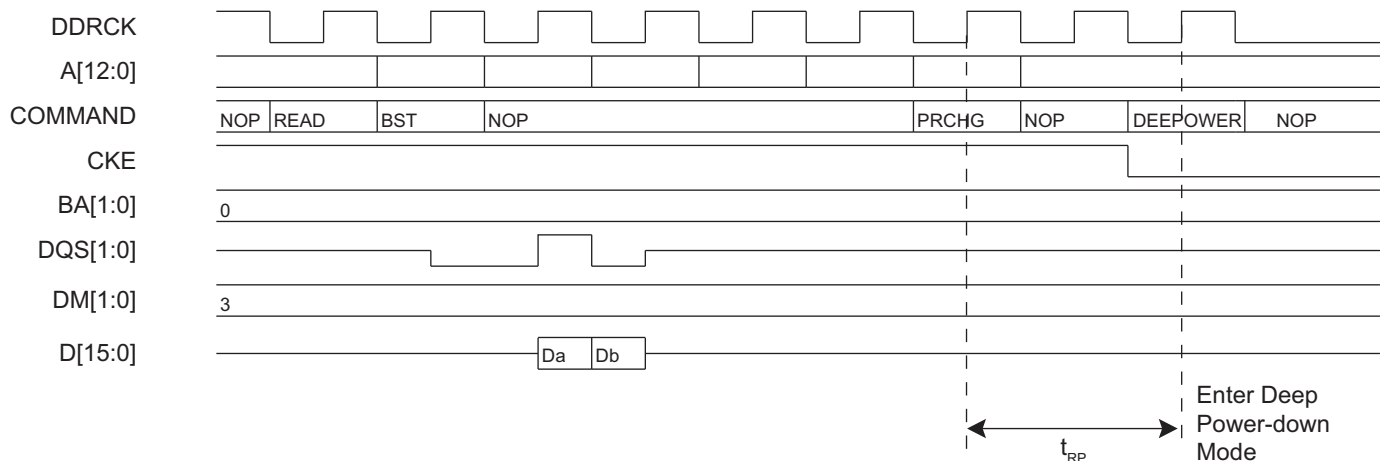 DDRCK
A[12:0]
COMMAND NOP READ BST NOP PRCHG NOP DEEPOWER NOP
CKE
BA[1:0] 0
DQS[1:0]
DM[1:0] 3
D[15:0] Da Db
Enter Deep
Power-down
Mode
tRP